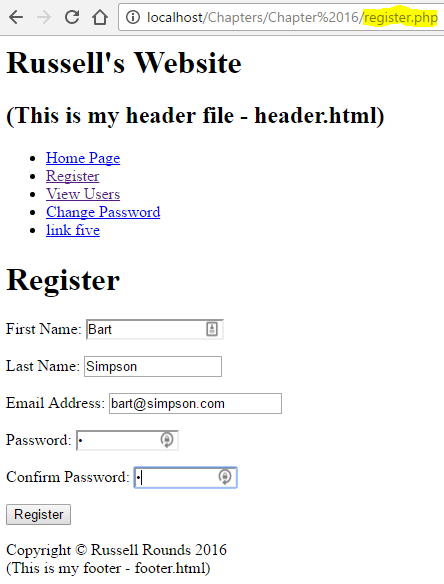 localhost/Chapters/Chapter%2016/register.php
Russell's Website
(This is my header file - header.html)
Home Page
Register
View Users
Change Password
link five
Register
First Name: Bart
Last Name: Simpson
Email Address: bart@simpson.com
Password: •
Confirm Password: •
Register
Copyright © Russell Rounds 2016
(This is my footer - footer.html)